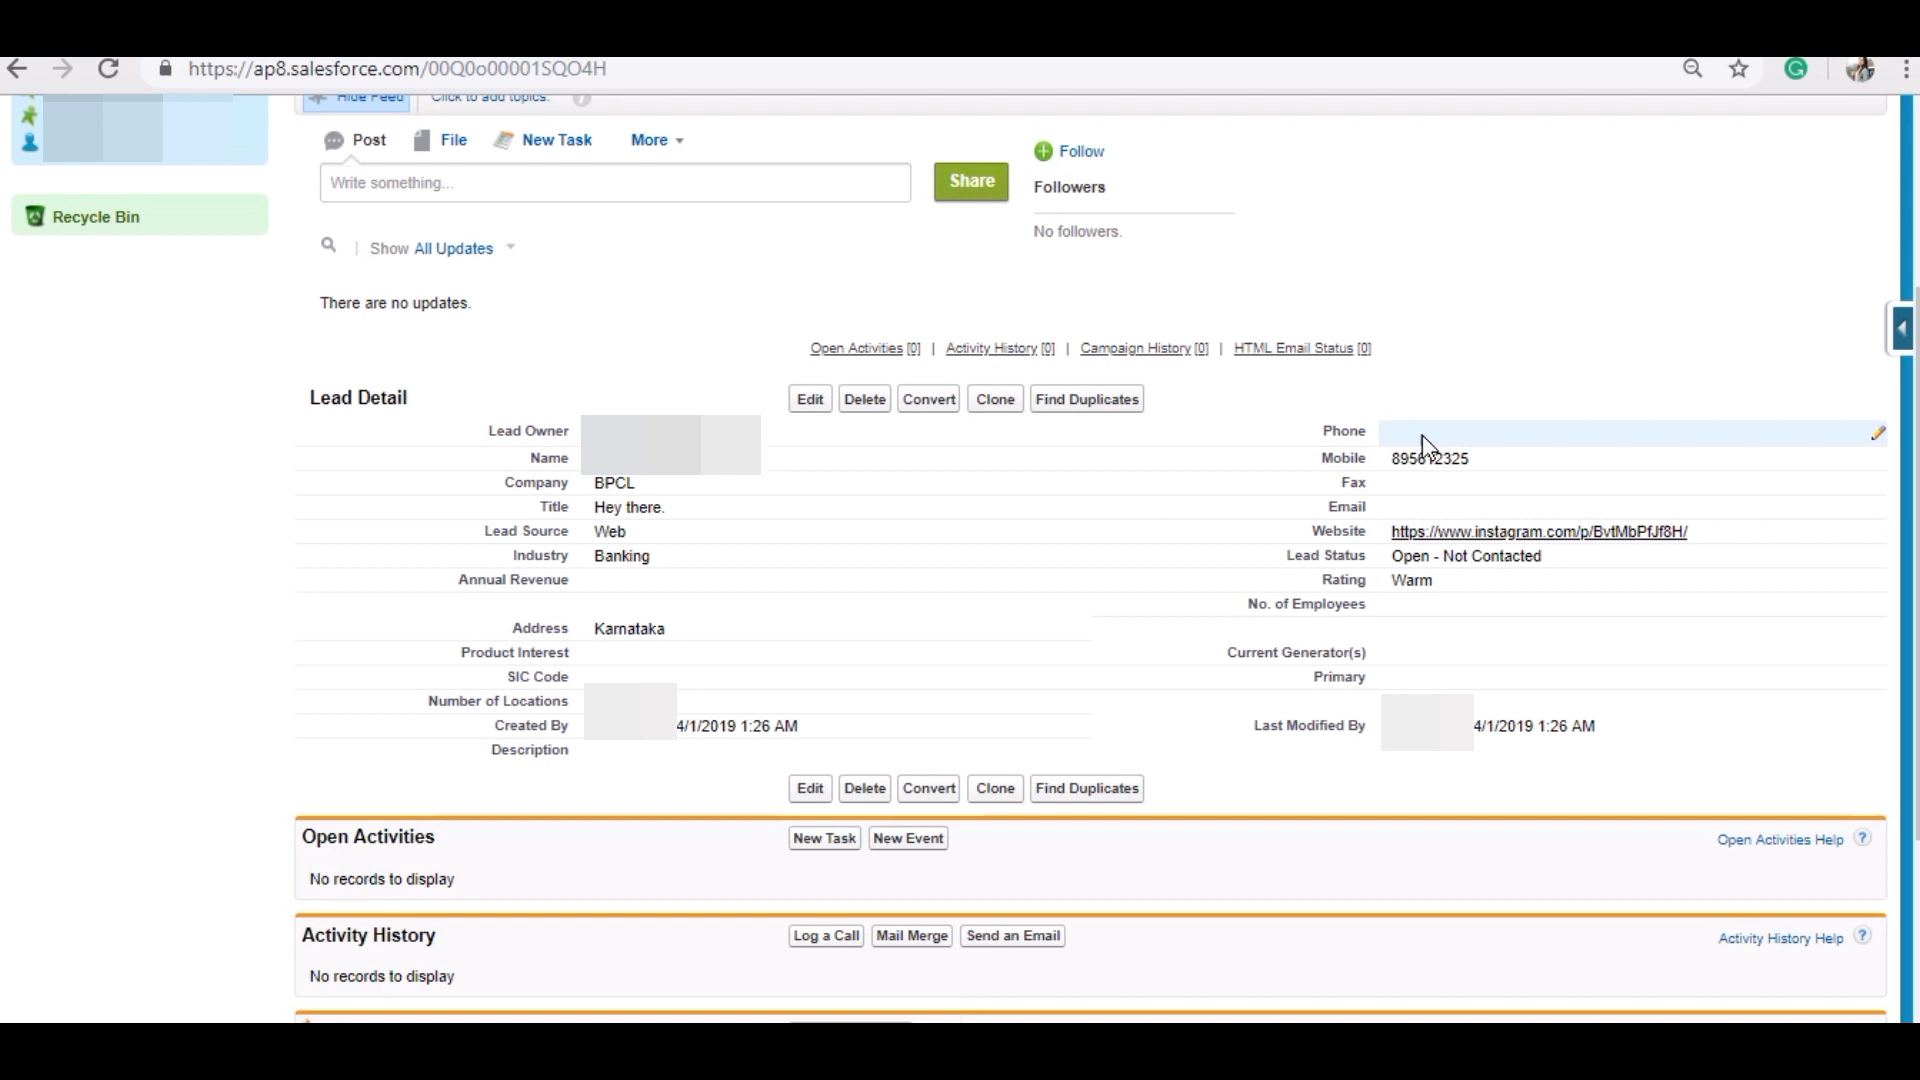 https://ap8.salesforce.com/00Q0o00001SQO4H
Hide Feed Click to add topics.
Post File New Task More
Write something... Share
Follow
Followers
No followers.
Recycle Bin
Show All Updates
There are no updates.
Open Activities [0] | Activity History [0] | Campaign History [0] | HTML Email Status [0]
Lead Detail Edit Delete Convert Clone Find Duplicates
Lead Owner Phone
Name Mobile
Company BPCL Fax
Title Hey there. Email
Lead Source Web Website https://www.instagram.com/p/BvtMbPfJf8H/
Industry Banking Lead Status Open - Not Contacted
Annual Revenue Rating Warm
No. of Employees
Address Karnataka
Product Interest Current Generator(s)
SIC Code Primary
Number of Locations
Created By 4/1/2019 1:26 AM Last Modified By 4/1/2019 1:26 AM
Description
Edit Delete Convert Clone Find Duplicates
Open Activities New Task New Event Open Activities Help ?
No records to display
Activity History Log a Call Mail Merge Send an Email Activity History Help ?
No records to display